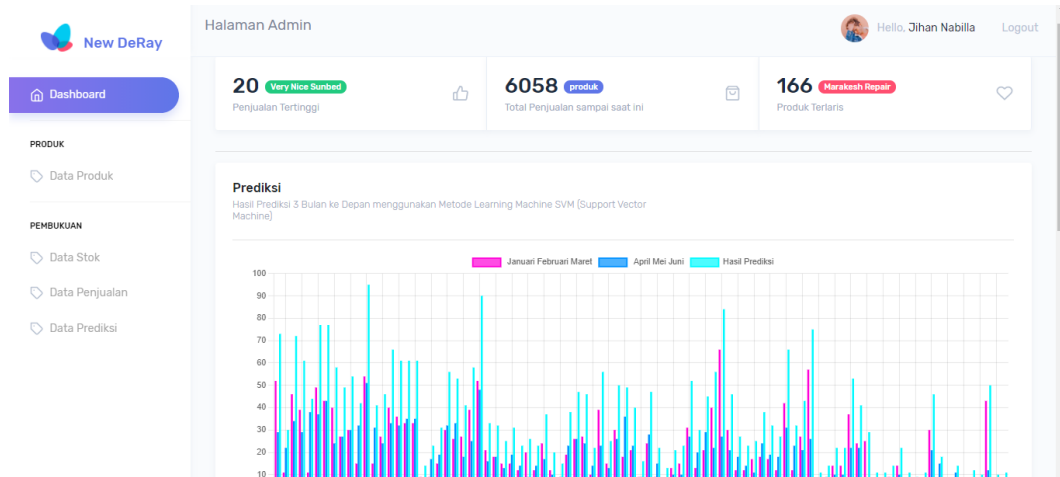 New DeRay
Halaman Admin
Hello, Jihan Nabilla
Logout
Dashboard
PRODUK
Data Produk
PEMBUKUAN
Data Stok
Data Penjualan
Data Prediksi
20 Very Nice Sunbed
Penjualan Tertinggi
6058 produk
Total Penjualan sampai saat ini
166 Marakesh Repair
Produk Terlaris
Prediksi
Hasil Prediksi 3 Bulan ke Depan menggunakan Metode Learning Machine SVM (Support Vector
Machine)
Januari Februari Maret April Mei Juni Hasil Prediksi
100
90
80
70
60
50
40
30
20
10